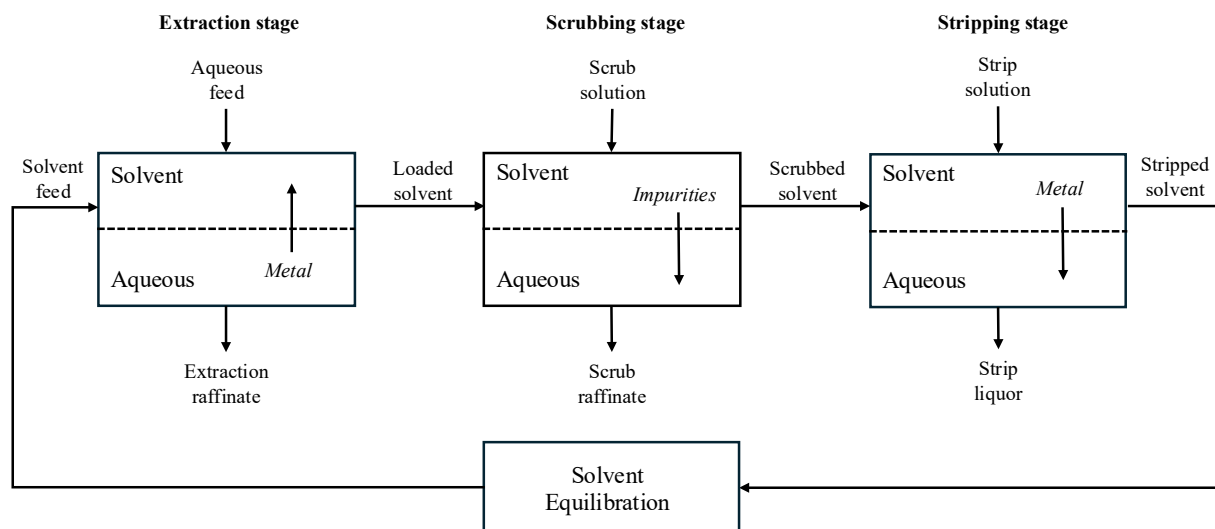 Extraction stage
Scrubbing stage
Stripping stage
Aqueous
feed
Scrub
solution
Strip
solution
Solvent
feed
Solvent
Metal
Aqueous
Loaded
solvent
Solvent
Impurities
Aqueous
Scrubbed
solvent
Solvent
Metal
Aqueous
Stripped
solvent
Extraction
raffinate
Scrub
raffinate
Strip
liquor
Solvent
Equilibration